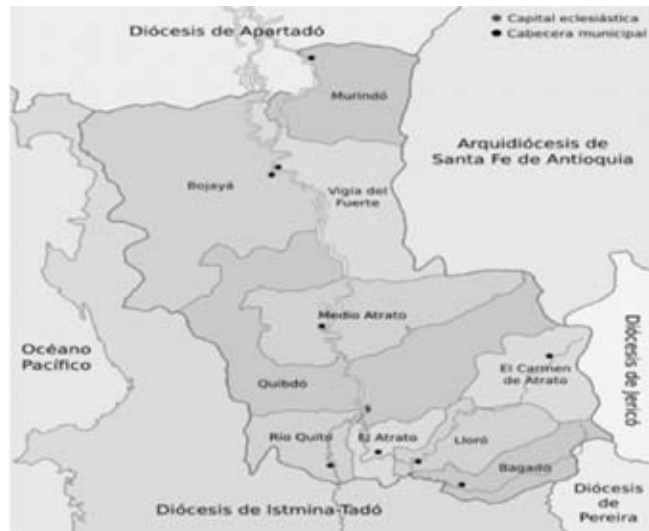 Diócesis de Apartadó
Capital eclesiástica
Cabecera municipal
Murindó
Arquidiócesis de
Santa Fe de Antioquia
Bojayá
Vigía del
Fuerte
Medio Atrato
Océano
Pacífico
Diócesis de Jericó
El Carmen
de Atrato
Quibdó
Río Quito
El Atrato
Lloró
Bagadó
Diócesis de Istmina-Tadó
Diócesis
de Pereira